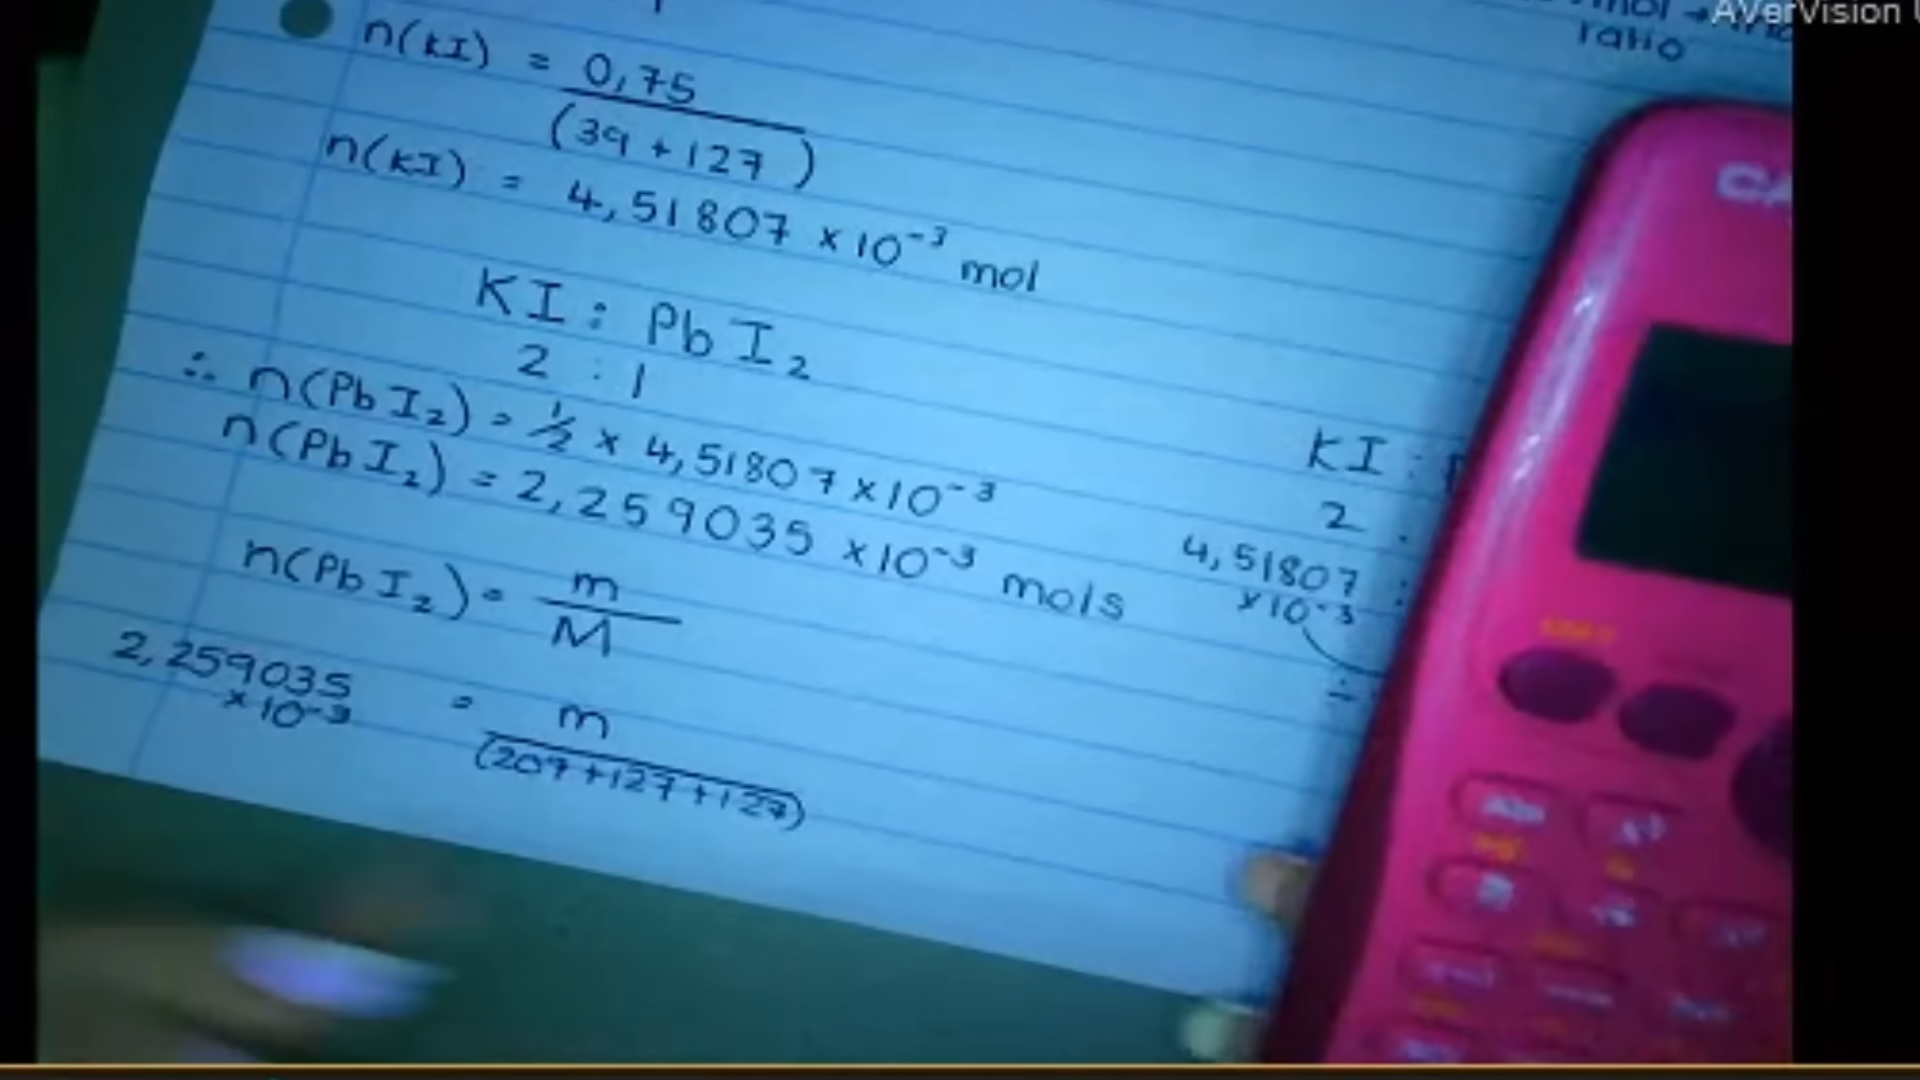 AVerVision
ratio
n(KI) = 0,75
(39 + 127)
n(KI) = 4,51807 × 10⁻³ mol
KI : PbI₂
2 : 1
∴ n(PbI₂) = ½ × 4,51807 × 10⁻³
n(PbI₂) = 2,259035 × 10⁻³ mols
n(PbI₂) = m
M
2,259035
× 10⁻³
= m
(207 + 127 + 127)
KI :
2 :
4,51807 :
× 10⁻³
÷
CA